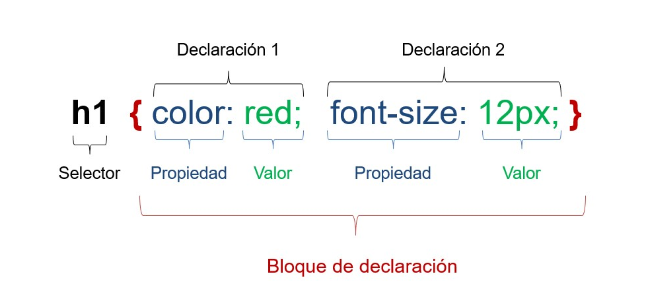 Declaración 1 Declaración 2
h1 { color: red; font-size: 12px; }
Selector Propiedad Valor Propiedad Valor
Bloque de declaración